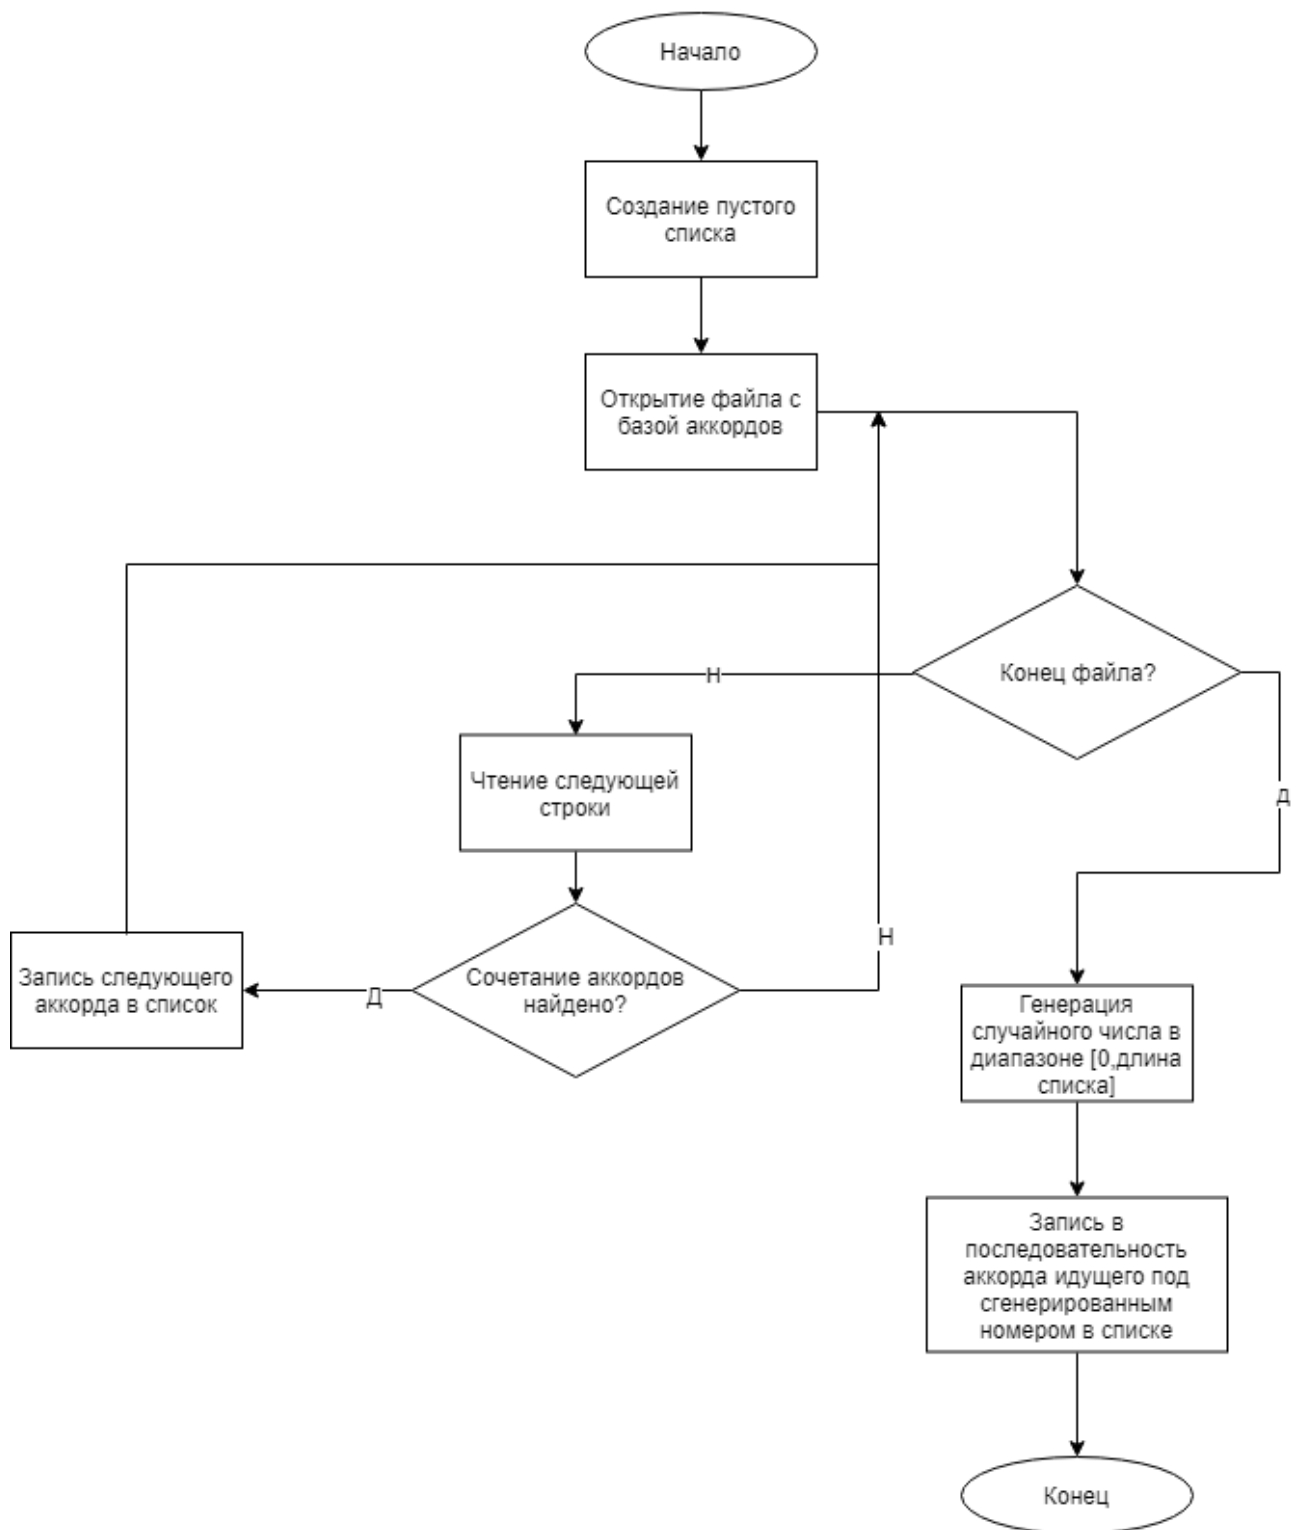 Начало
Создание пустого
списка
Открытие файла с
базой аккордов
Конец файла?
Н
Чтение следующей
строки
Д
Сочетание аккордов
найдено?
Н
Д
Запись следующего
аккорда в список
Генерация
случайного числа в
диапазоне [0,длина
списка]
Запись в
последовательность
аккорда идущего под
сгенерированным
номером в списке
Конец